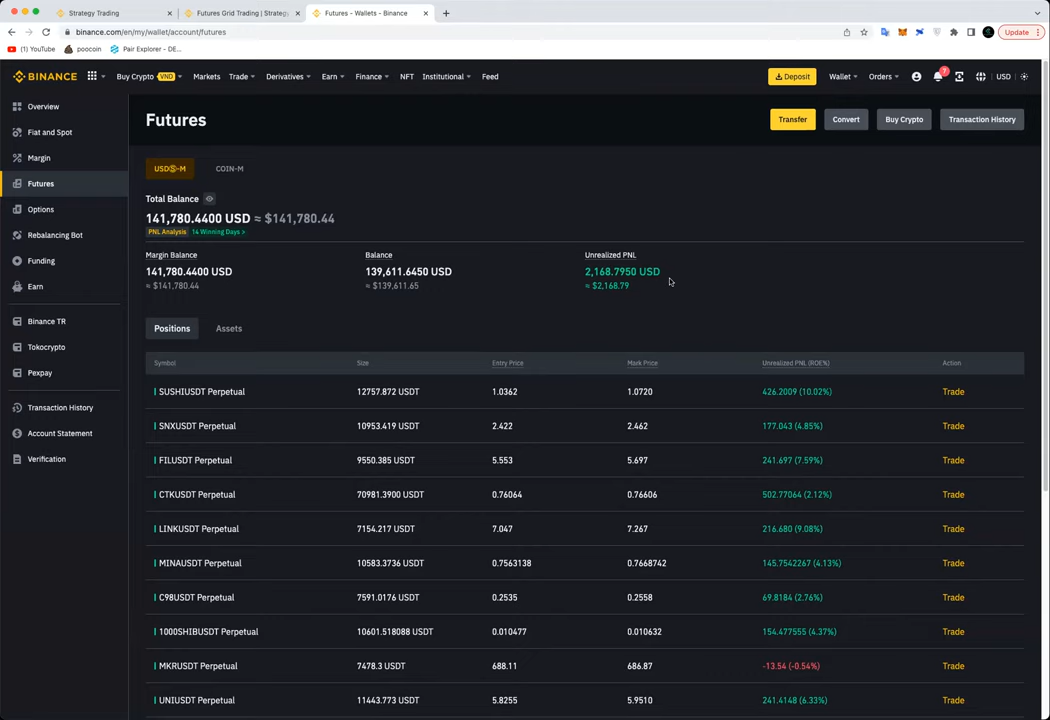 Strategy Trading
Futures Grid Trading | Strategy
Futures - Wallets - Binance
binance.com/en/my/wallet/account/futures
Update
(1) YouTube
poocoin
Pair Explorer - DE...
BINANCE
Buy Crypto VND
Markets
Trade
Derivatives
Earn
Finance
NFT
Institutional
Feed
Deposit
Wallet
Orders
7
USD
Overview
Fiat and Spot
Margin
Futures
Options
Rebalancing Bot
Funding
Earn
Binance TR
Tokocrypto
Pexpay
Transaction History
Account Statement
Verification
Futures
Transfer
Convert
Buy Crypto
Transaction History
USDⓈ-M
COIN-M
Total Balance
141,780.4400 USD ≈ $141,780.44
PNL Analysis 14 Winning Days >
Margin Balance
141,780.4400 USD
≈ $141,780.44
Balance
139,611.6450 USD
≈ $139,611.65
Unrealized PNL
2,168.7950 USD
≈ $2,168.79
Positions
Assets
Symbol Size Entry Price Mark Price Unrealized PNL (ROE%) Action
SUSHIUSDT Perpetual 12757.872 USDT 1.0362 1.0720 426.2009 (10.02%) Trade
SNXUSDT Perpetual 10953.419 USDT 2.422 2.462 177.043 (4.85%) Trade
FILUSDT Perpetual 9550.385 USDT 5.553 5.697 241.697 (7.59%) Trade
CTKUSDT Perpetual 70981.3900 USDT 0.76064 0.76606 502.77064 (2.12%) Trade
LINKUSDT Perpetual 7154.217 USDT 7.047 7.267 216.680 (9.08%) Trade
MINAUSDT Perpetual 10583.3736 USDT 0.7563138 0.7668742 145.7542267 (4.13%) Trade
C98USDT Perpetual 7591.0176 USDT 0.2535 0.2558 69.8184 (2.76%) Trade
1000SHIBUSDT Perpetual 10601.518088 USDT 0.010477 0.010632 154.477555 (4.37%) Trade
MKRUSDT Perpetual 7478.3 USDT 688.11 686.87 -13.54 (-0.54%) Trade
UNIUSDT Perpetual 11443.773 USDT 5.8255 5.9510 241.4148 (6.33%) Trade